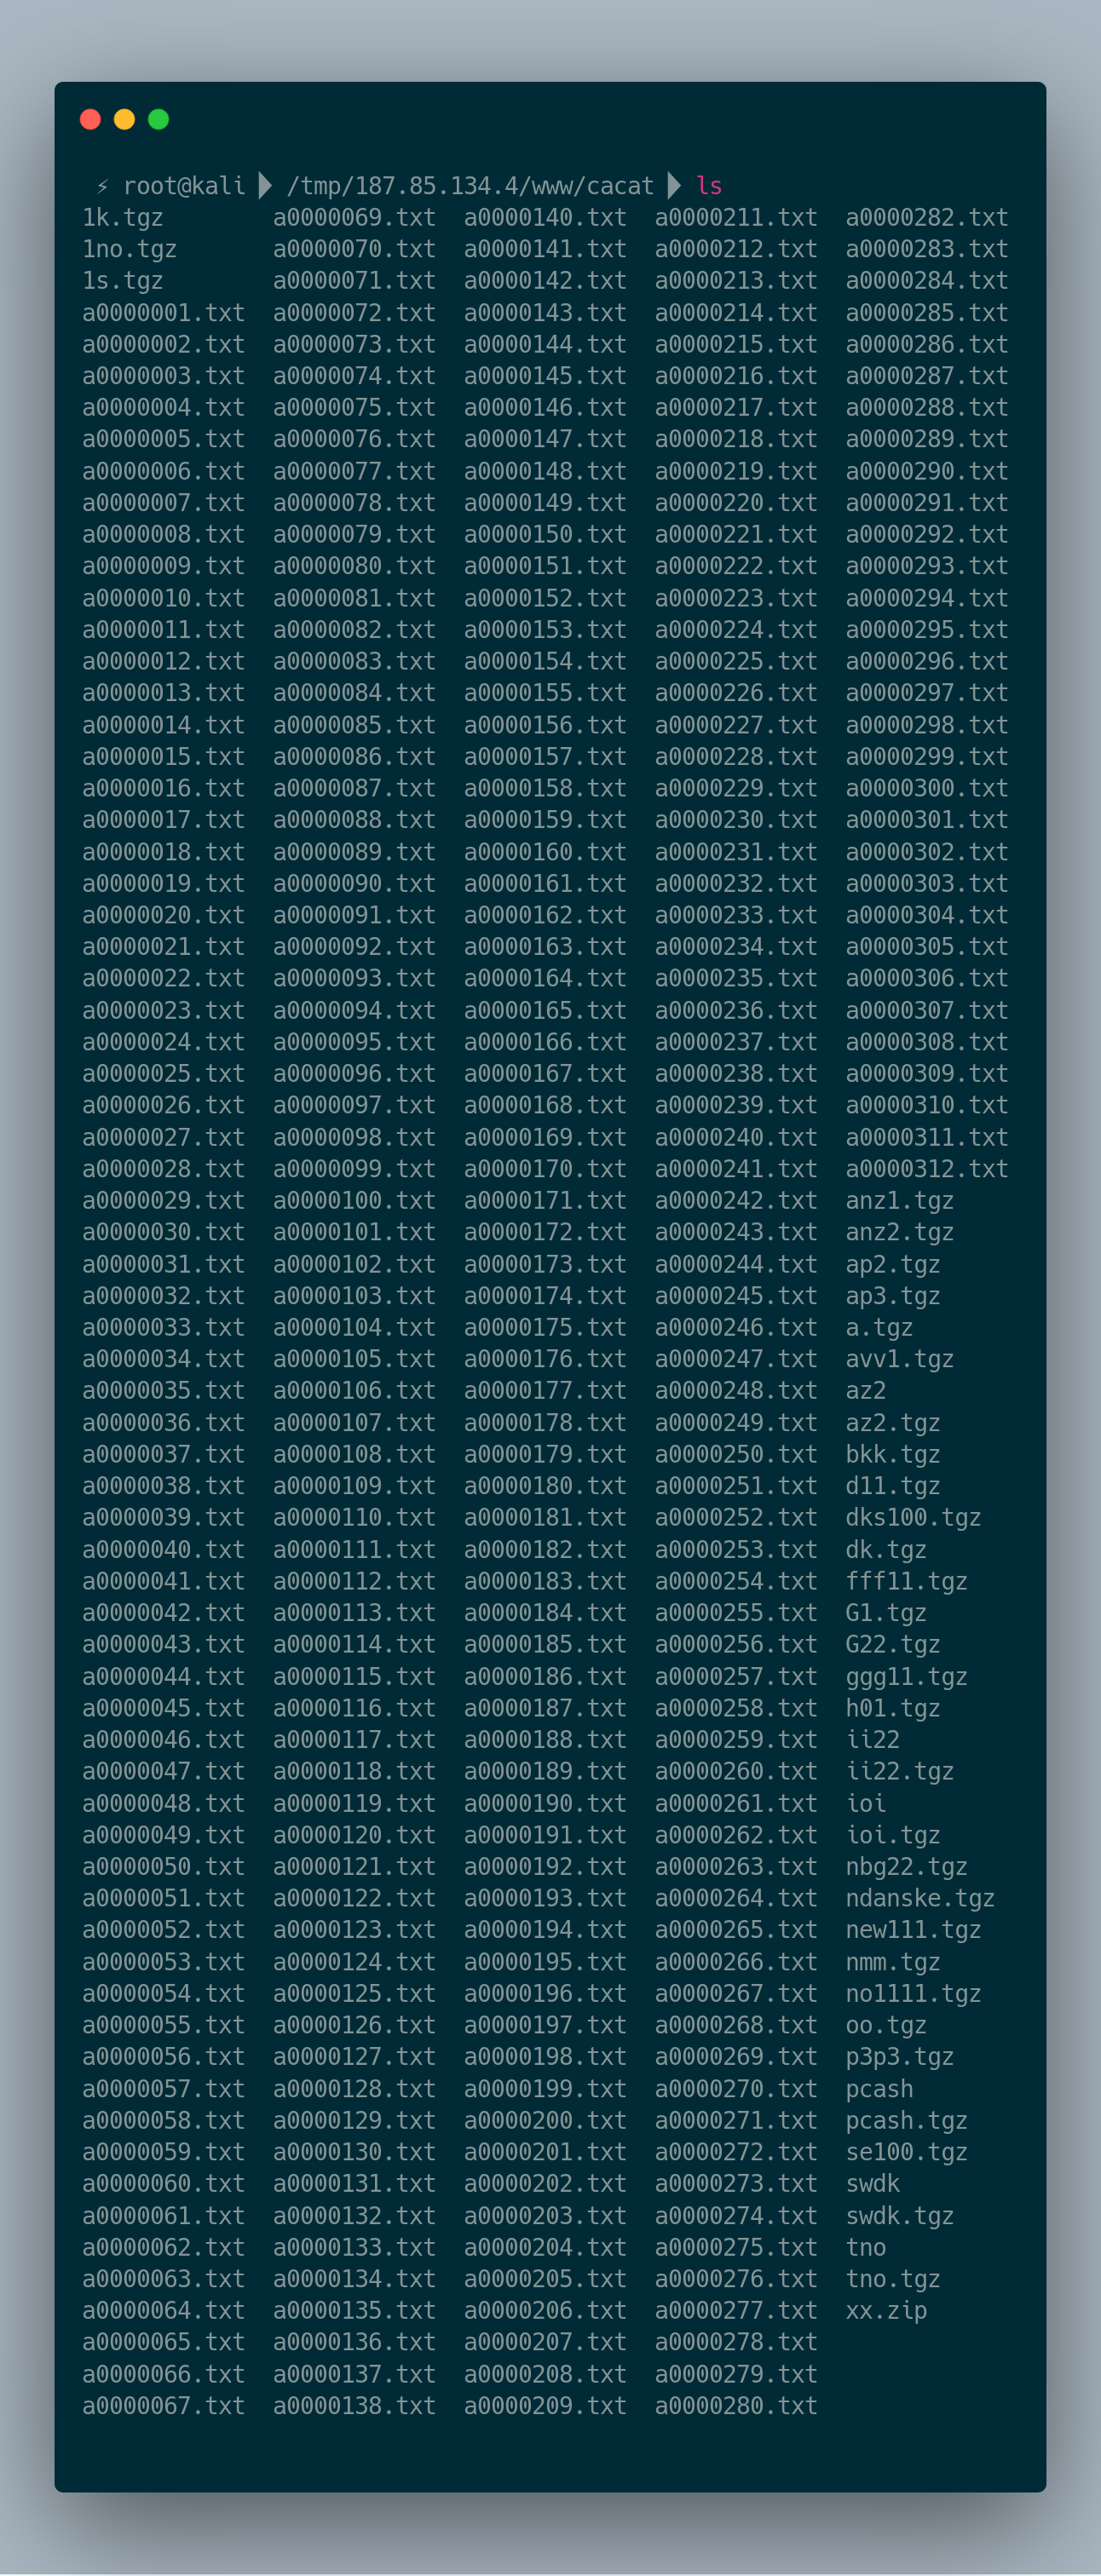 ⚡ root@kali /tmp/187.85.134.4/www/cacat ls
1k.tgz a0000069.txt a0000140.txt a0000211.txt a0000282.txt
1no.tgz a0000070.txt a0000141.txt a0000212.txt a0000283.txt
1s.tgz a0000071.txt a0000142.txt a0000213.txt a0000284.txt
a0000001.txt a0000072.txt a0000143.txt a0000214.txt a0000285.txt
a0000002.txt a0000073.txt a0000144.txt a0000215.txt a0000286.txt
a0000003.txt a0000074.txt a0000145.txt a0000216.txt a0000287.txt
a0000004.txt a0000075.txt a0000146.txt a0000217.txt a0000288.txt
a0000005.txt a0000076.txt a0000147.txt a0000218.txt a0000289.txt
a0000006.txt a0000077.txt a0000148.txt a0000219.txt a0000290.txt
a0000007.txt a0000078.txt a0000149.txt a0000220.txt a0000291.txt
a0000008.txt a0000079.txt a0000150.txt a0000221.txt a0000292.txt
a0000009.txt a0000080.txt a0000151.txt a0000222.txt a0000293.txt
a0000010.txt a0000081.txt a0000152.txt a0000223.txt a0000294.txt
a0000011.txt a0000082.txt a0000153.txt a0000224.txt a0000295.txt
a0000012.txt a0000083.txt a0000154.txt a0000225.txt a0000296.txt
a0000013.txt a0000084.txt a0000155.txt a0000226.txt a0000297.txt
a0000014.txt a0000085.txt a0000156.txt a0000227.txt a0000298.txt
a0000015.txt a0000086.txt a0000157.txt a0000228.txt a0000299.txt
a0000016.txt a0000087.txt a0000158.txt a0000229.txt a0000300.txt
a0000017.txt a0000088.txt a0000159.txt a0000230.txt a0000301.txt
a0000018.txt a0000089.txt a0000160.txt a0000231.txt a0000302.txt
a0000019.txt a0000090.txt a0000161.txt a0000232.txt a0000303.txt
a0000020.txt a0000091.txt a0000162.txt a0000233.txt a0000304.txt
a0000021.txt a0000092.txt a0000163.txt a0000234.txt a0000305.txt
a0000022.txt a0000093.txt a0000164.txt a0000235.txt a0000306.txt
a0000023.txt a0000094.txt a0000165.txt a0000236.txt a0000307.txt
a0000024.txt a0000095.txt a0000166.txt a0000237.txt a0000308.txt
a0000025.txt a0000096.txt a0000167.txt a0000238.txt a0000309.txt
a0000026.txt a0000097.txt a0000168.txt a0000239.txt a0000310.txt
a0000027.txt a0000098.txt a0000169.txt a0000240.txt a0000311.txt
a0000028.txt a0000099.txt a0000170.txt a0000241.txt a0000312.txt
a0000029.txt a0000100.txt a0000171.txt a0000242.txt anz1.tgz
a0000030.txt a0000101.txt a0000172.txt a0000243.txt anz2.tgz
a0000031.txt a0000102.txt a0000173.txt a0000244.txt ap2.tgz
a0000032.txt a0000103.txt a0000174.txt a0000245.txt ap3.tgz
a0000033.txt a0000104.txt a0000175.txt a0000246.txt a.tgz
a0000034.txt a0000105.txt a0000176.txt a0000247.txt avv1.tgz
a0000035.txt a0000106.txt a0000177.txt a0000248.txt az2
a0000036.txt a0000107.txt a0000178.txt a0000249.txt az2.tgz
a0000037.txt a0000108.txt a0000179.txt a0000250.txt bkk.tgz
a0000038.txt a0000109.txt a0000180.txt a0000251.txt d11.tgz
a0000039.txt a0000110.txt a0000181.txt a0000252.txt dks100.tgz
a0000040.txt a0000111.txt a0000182.txt a0000253.txt dk.tgz
a0000041.txt a0000112.txt a0000183.txt a0000254.txt fff11.tgz
a0000042.txt a0000113.txt a0000184.txt a0000255.txt G1.tgz
a0000043.txt a0000114.txt a0000185.txt a0000256.txt G22.tgz
a0000044.txt a0000115.txt a0000186.txt a0000257.txt ggg11.tgz
a0000045.txt a0000116.txt a0000187.txt a0000258.txt h01.tgz
a0000046.txt a0000117.txt a0000188.txt a0000259.txt ii22
a0000047.txt a0000118.txt a0000189.txt a0000260.txt ii22.tgz
a0000048.txt a0000119.txt a0000190.txt a0000261.txt ioi
a0000049.txt a0000120.txt a0000191.txt a0000262.txt ioi.tgz
a0000050.txt a0000121.txt a0000192.txt a0000263.txt nbg22.tgz
a0000051.txt a0000122.txt a0000193.txt a0000264.txt ndanske.tgz
a0000052.txt a0000123.txt a0000194.txt a0000265.txt new111.tgz
a0000053.txt a0000124.txt a0000195.txt a0000266.txt nmm.tgz
a0000054.txt a0000125.txt a0000196.txt a0000267.txt no1111.tgz
a0000055.txt a0000126.txt a0000197.txt a0000268.txt oo.tgz
a0000056.txt a0000127.txt a0000198.txt a0000269.txt p3p3.tgz
a0000057.txt a0000128.txt a0000199.txt a0000270.txt pcash
a0000058.txt a0000129.txt a0000200.txt a0000271.txt pcash.tgz
a0000059.txt a0000130.txt a0000201.txt a0000272.txt se100.tgz
a0000060.txt a0000131.txt a0000202.txt a0000273.txt swdk
a0000061.txt a0000132.txt a0000203.txt a0000274.txt swdk.tgz
a0000062.txt a0000133.txt a0000204.txt a0000275.txt tno
a0000063.txt a0000134.txt a0000205.txt a0000276.txt tno.tgz
a0000064.txt a0000135.txt a0000206.txt a0000277.txt xx.zip
a0000065.txt a0000136.txt a0000207.txt a0000278.txt
a0000066.txt a0000137.txt a0000208.txt a0000279.txt
a0000067.txt a0000138.txt a0000209.txt a0000280.txt